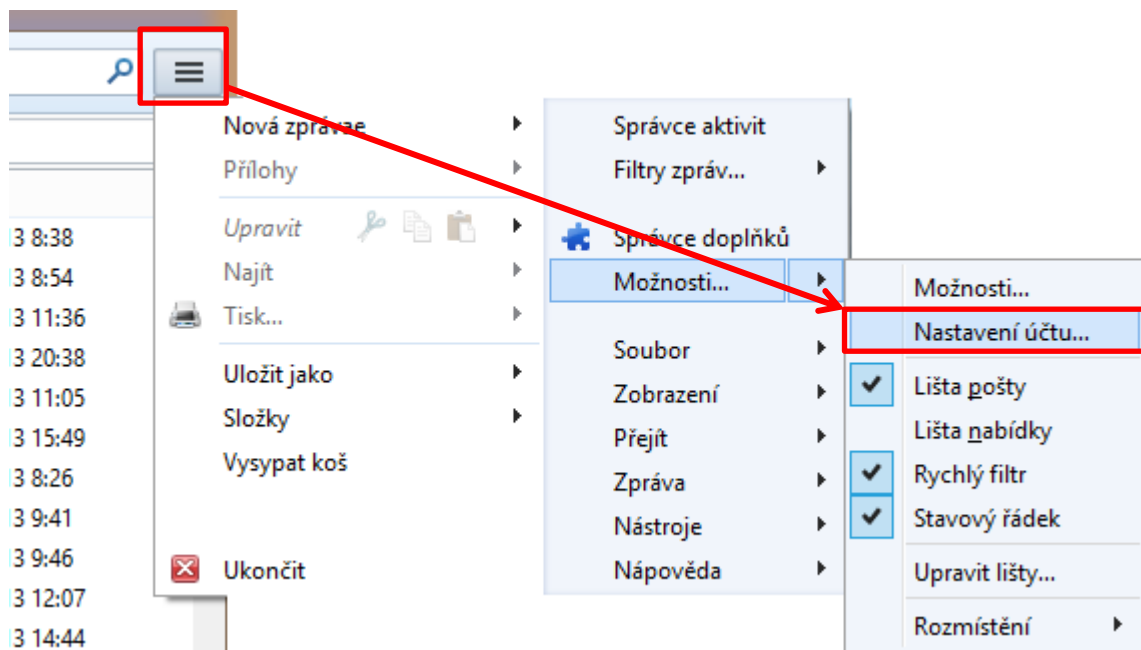 Nová zprávae
Přílohy
Upravit
Najít
Tisk...
Uložit jako
Složky
Vysypat koš
Ukončit
Správce aktivit
Filtry zpráv...
Správce doplňků
Možnosti...
Soubor
Zobrazení
Přejít
Zpráva
Nástroje
Nápověda
Možnosti...
Nastavení účtu...
Lišta pošty
Lišta nabídky
Rychlý filtr
Stavový řádek
Upravit lišty...
Rozmístění
3 8:38
3 8:54
3 11:36
3 20:38
3 11:05
3 15:49
3 8:26
3 9:41
3 9:46
3 12:07
3 14:44